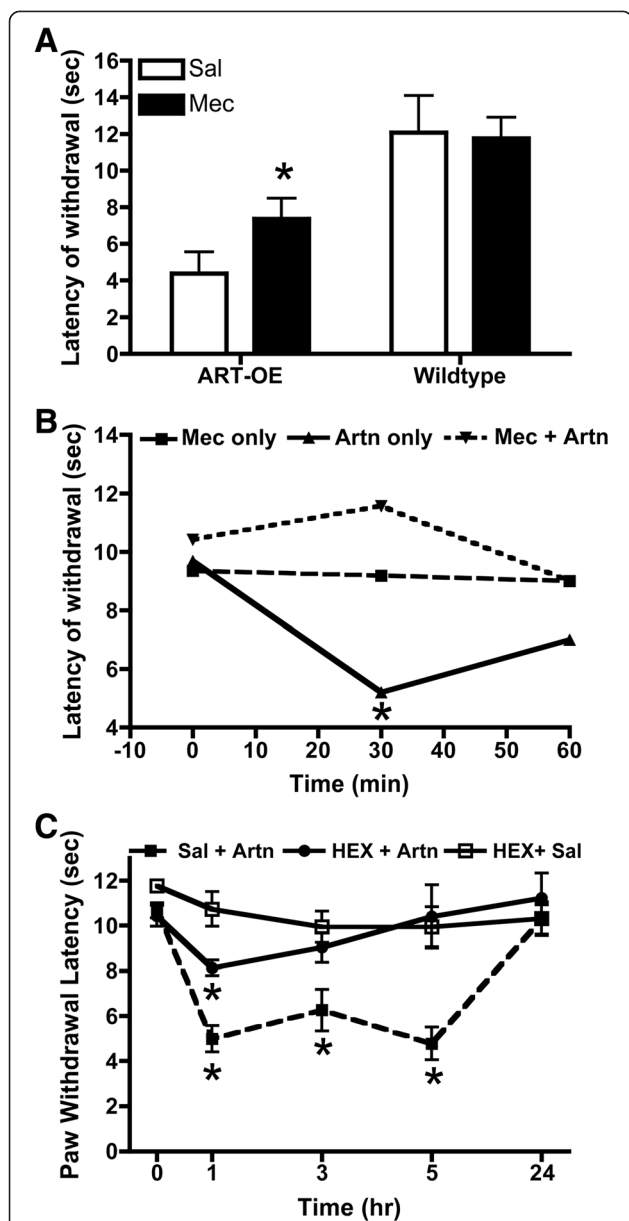 A
Latency of withdrawal (sec)
16
14
12
10
8
6
4
2
0
Sal
Mec
*
ART-OE Wildtype
B
Latency of withdrawal (sec)
14
12
10
8
6
4
Mec only Artn only Mec + Artn
*
-10 0 10 20 30 40 50 60
Time (min)
C
Paw Withdrawal Latency (sec)
12
10
8
6
4
2
0
Sal + Artn HEX + Artn HEX+ Sal
*
* * *
0 1 3 5 24
Time (hr)